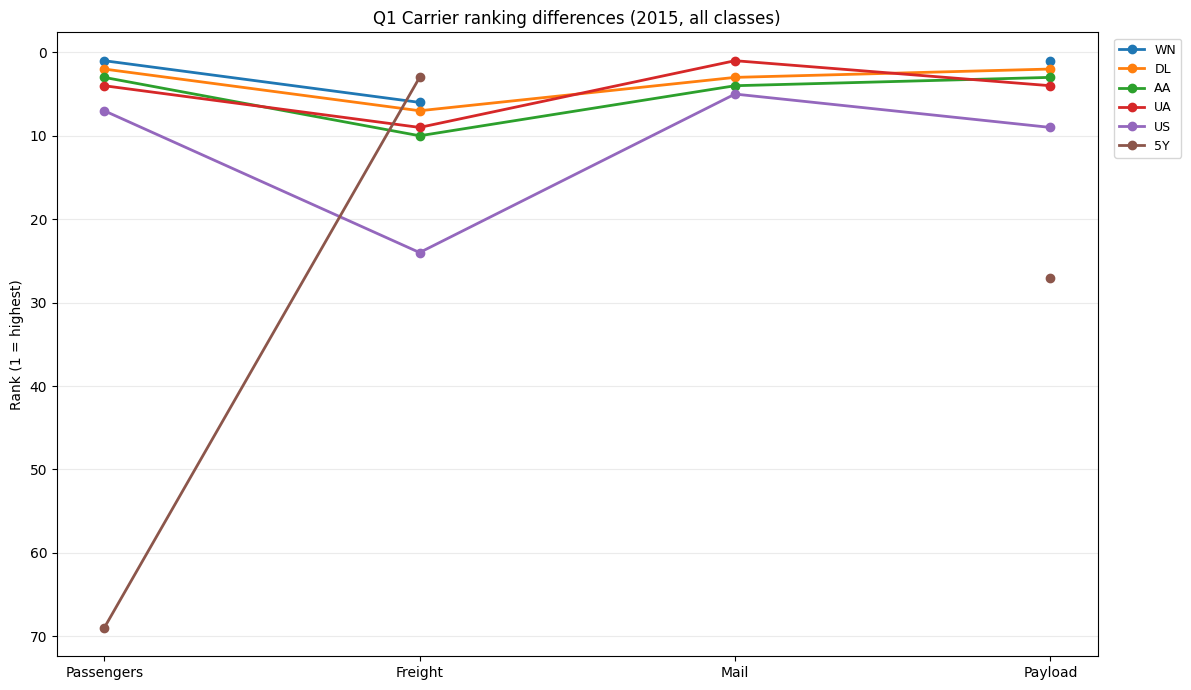 Q1 Carrier ranking differences (2015, all classes)
WN
DL
AA
UA
US
5Y
Rank (1 = highest)
0
10
20
30
40
50
60
70
Passengers
Freight
Mail
Payload